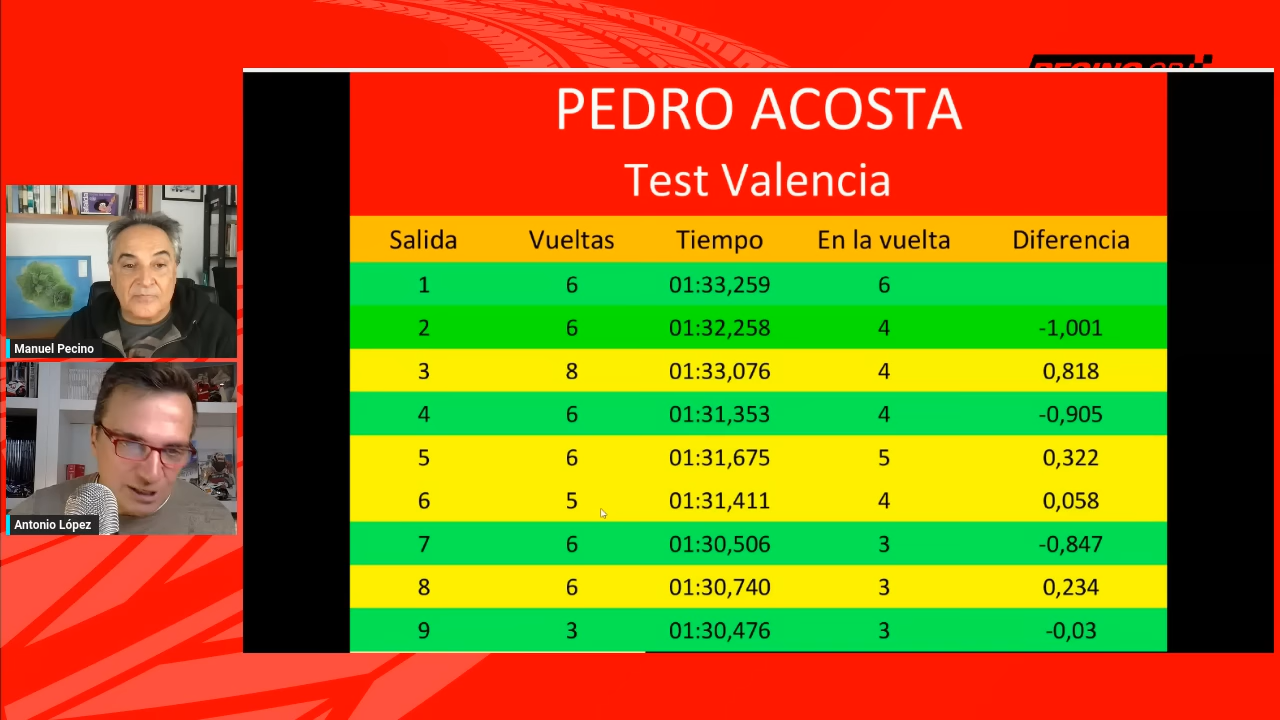 PEDRO ACOSTA
Test Valencia
Salida Vueltas Tiempo En la vuelta Diferencia
1 6 01:33,259 6
2 6 01:32,258 4 -1,001
3 8 01:33,076 4 0,818
4 6 01:31,353 4 -0,905
5 6 01:31,675 5 0,322
6 5 01:31,411 4 0,058
7 6 01:30,506 3 -0,847
8 6 01:30,740 3 0,234
9 3 01:30,476 3 -0,03
Manuel Pecino
Antonio López